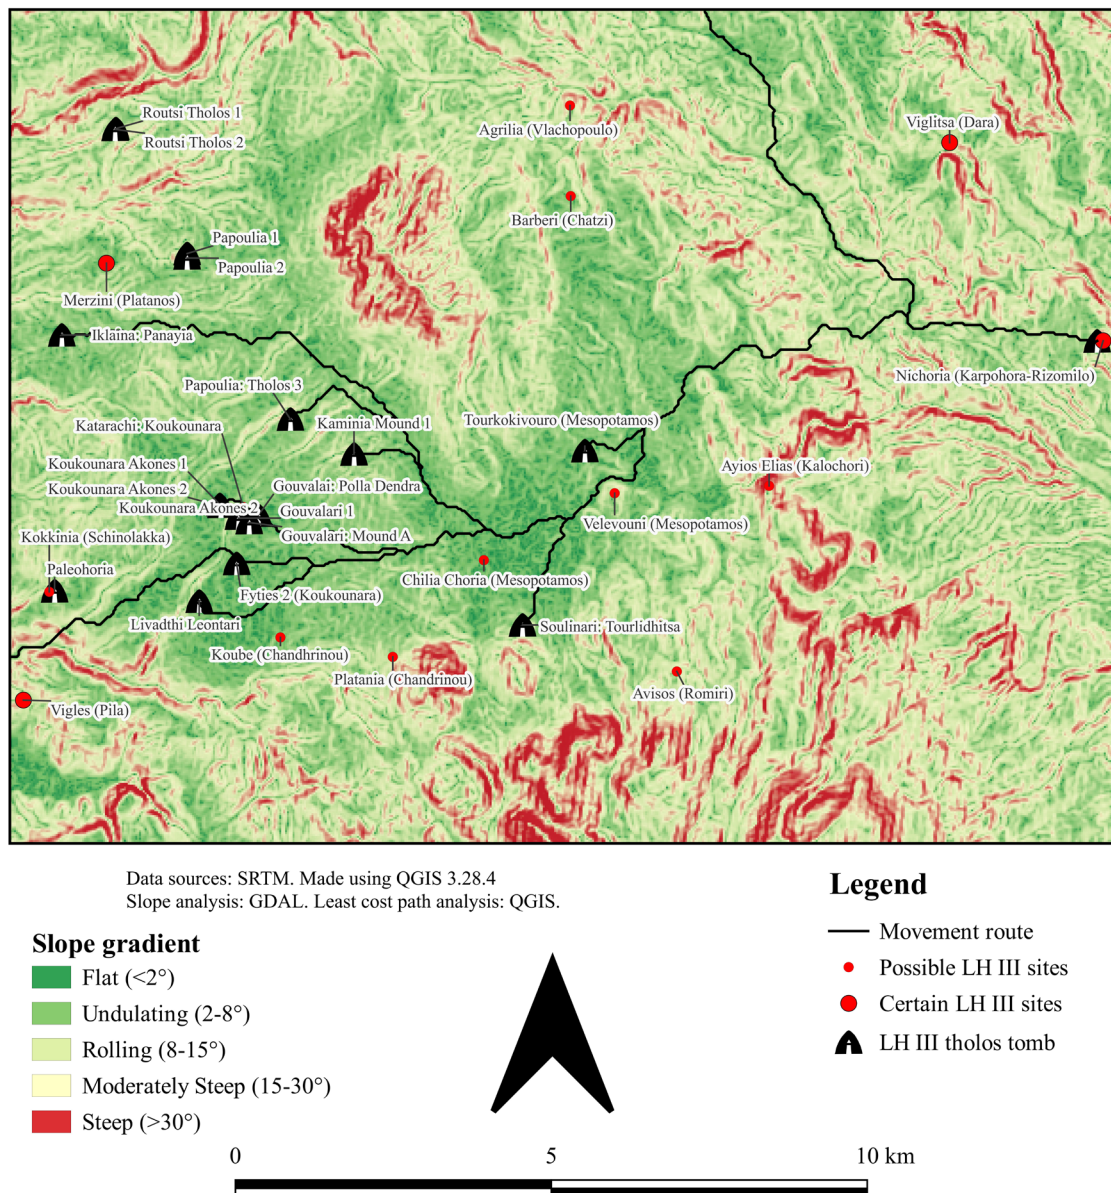 Routsi Tholos 1
Routsi Tholos 2
Agrilia (Vlachopoulo)
Viglitsa (Dara)
Barberi (Chatzi)
Papoulia 1
Papoulia 2
Merzini (Platanos)
Iklaina: Panayia
Nichoria (Karpohora-Rizomilo)
Papoulia: Tholos 3
Katarachi: Koukounara
Kaminia Mound 1
Tourkokivouro (Mesopotamos)
Koukounara Akones 1
Ayios Elias (Kalochori)
Koukounara Akones 2
Gouvalai: Polla Dendra
Koukounara Akones 2
Gouvalari 1
Velevouni (Mesopotamos)
Kokkinia (Schinolakka)
Gouvalari: Mound A
Paleohoria
Chilia Choria (Mesopotamos)
Fyties 2 (Koukounara)
Livadthi Leontari
Soulinari: Tourlidhitsa
Koube (Chandhrinou)
Platania (Chandrinou)
Avisos (Romiri)
Vigles (Pila)
Data sources: SRTM. Made using QGIS 3.28.4
Slope analysis: GDAL. Least cost path analysis: QGIS.
Slope gradient
Flat (<2°)
Undulating (2-8°)
Rolling (8-15°)
Moderately Steep (15-30°)
Steep (>30°)
Legend
Movement route
Possible LH III sites
Certain LH III sites
LH III tholos tomb
0 5 10 km